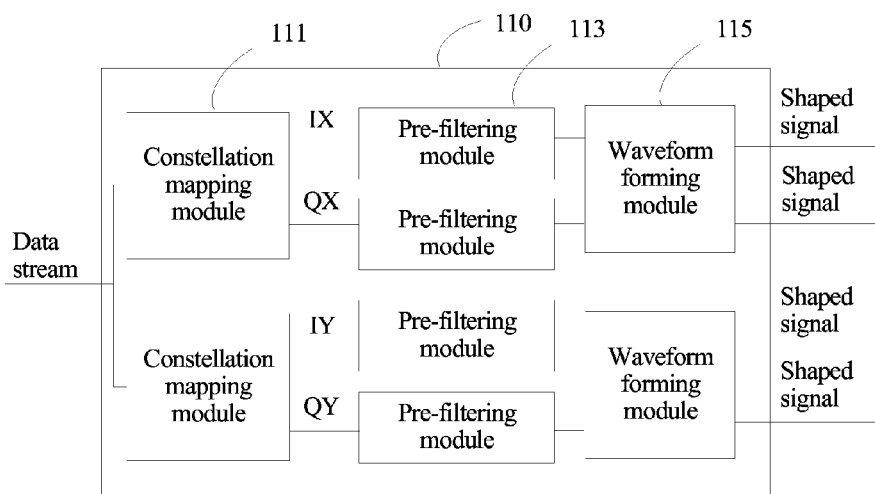 111
110
113
115
IX
Pre-filtering
module
Shaped
signal
Constellation
mapping
module
Waveform
forming
module
QX
Pre-filtering
module
Shaped
signal
Data
stream
IY
Pre-filtering
module
Shaped
signal
Constellation
mapping
module
Waveform
forming
module
QY
Pre-filtering
module
Shaped
signal